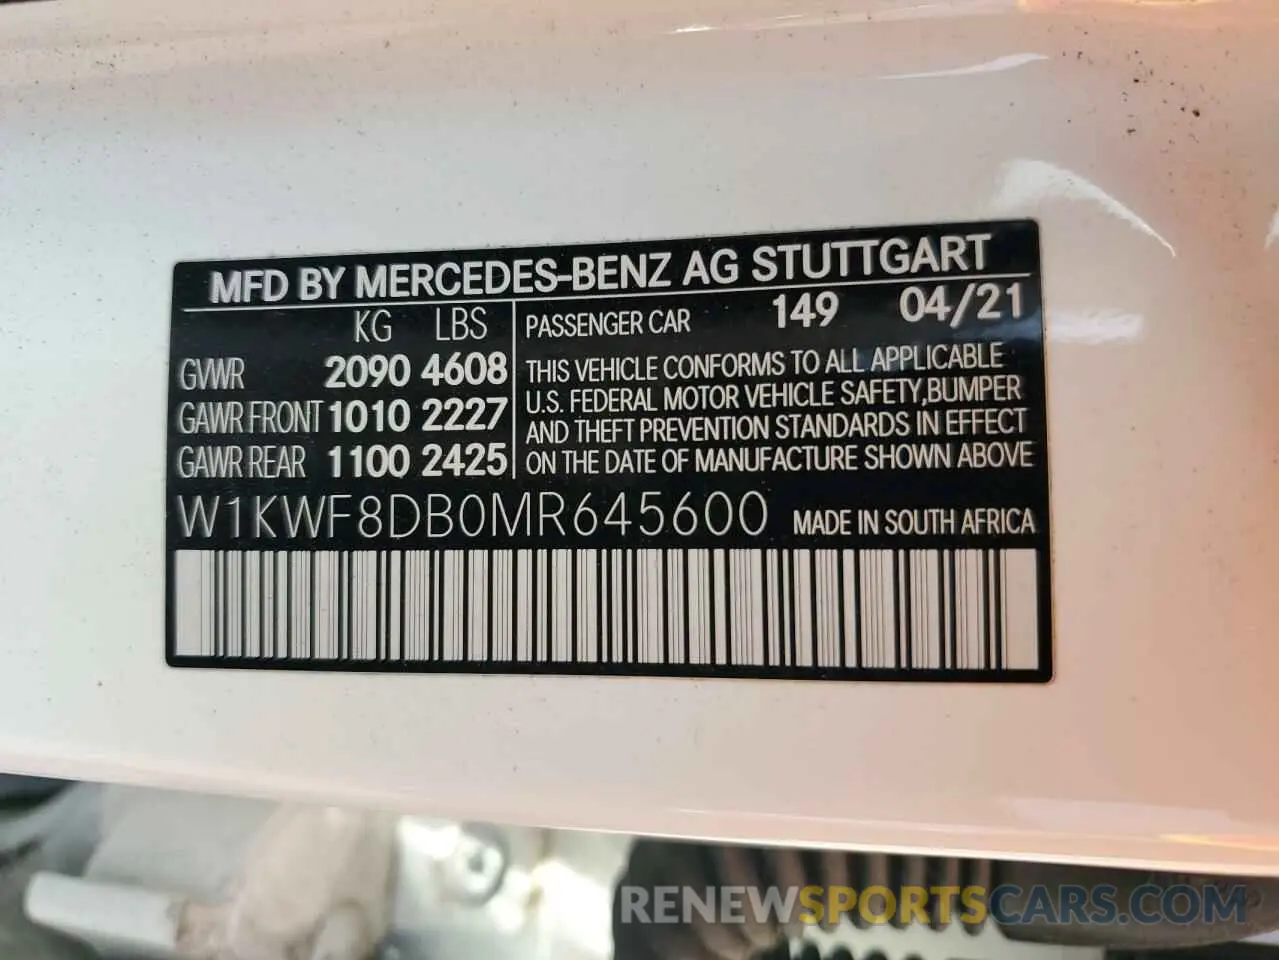 MFD BY MERCEDES-BENZ AG STUTTGART
KG LBS
GVWR 2090 4608
GAWR FRONT 1010 2227
GAWR REAR 1100 2425
PASSENGER CAR 149 04/21
THIS VEHICLE CONFORMS TO ALL APPLICABLE
U.S. FEDERAL MOTOR VEHICLE SAFETY,BUMPER
AND THEFT PREVENTION STANDARDS IN EFFECT
ON THE DATE OF MANUFACTURE SHOWN ABOVE
W1KWF8DB0MR645600 MADE IN SOUTH AFRICA
RENEWSPORTSCARS.COM